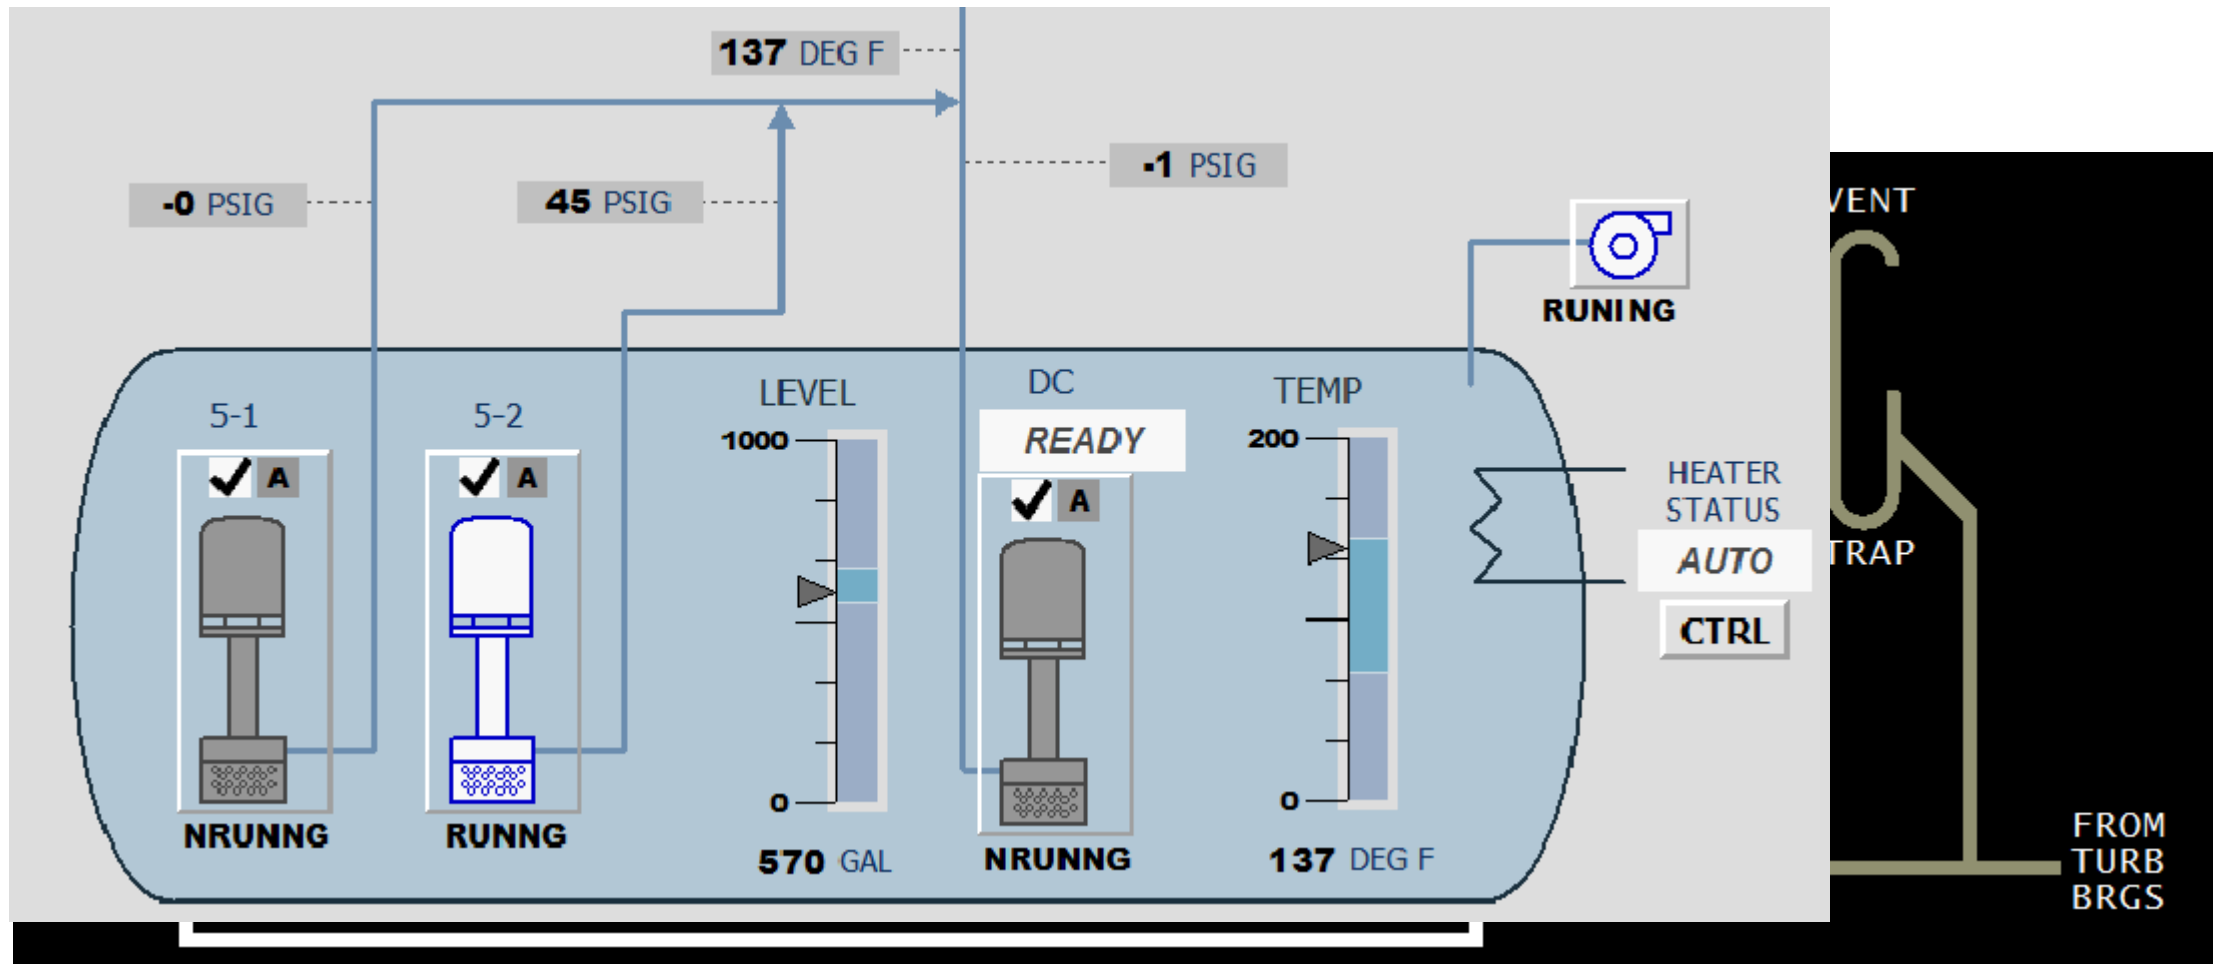 137 DEG F
-1 PSIG
-0 PSIG
45 PSIG
VENT
RUNING
5-1
5-2
LEVEL
DC
TEMP
1000
READY
200
A
A
A
HEATER
STATUS
AUTO
TRAP
CTRL
0
0
NRUNNG
RUNNG
570 GAL
NRUNNG
137 DEG F
FROM
TURB
BRGS